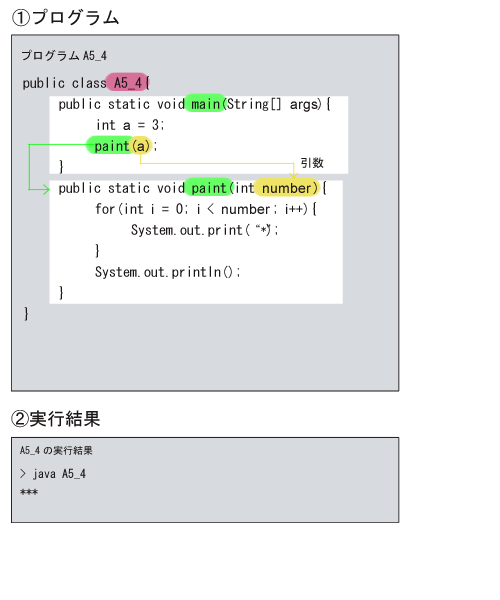 ①プログラム
プログラム A5_4
public class A5_4{
public static void main(String[] args){
int a = 3;
paint(a);
引数
}
public static void paint(int number){
for(int i = 0; i < number; i++){
System.out.print( “*”);
}
System.out.println();
}
}
②実行結果
A5_4 の実行結果
> java A5_4
***